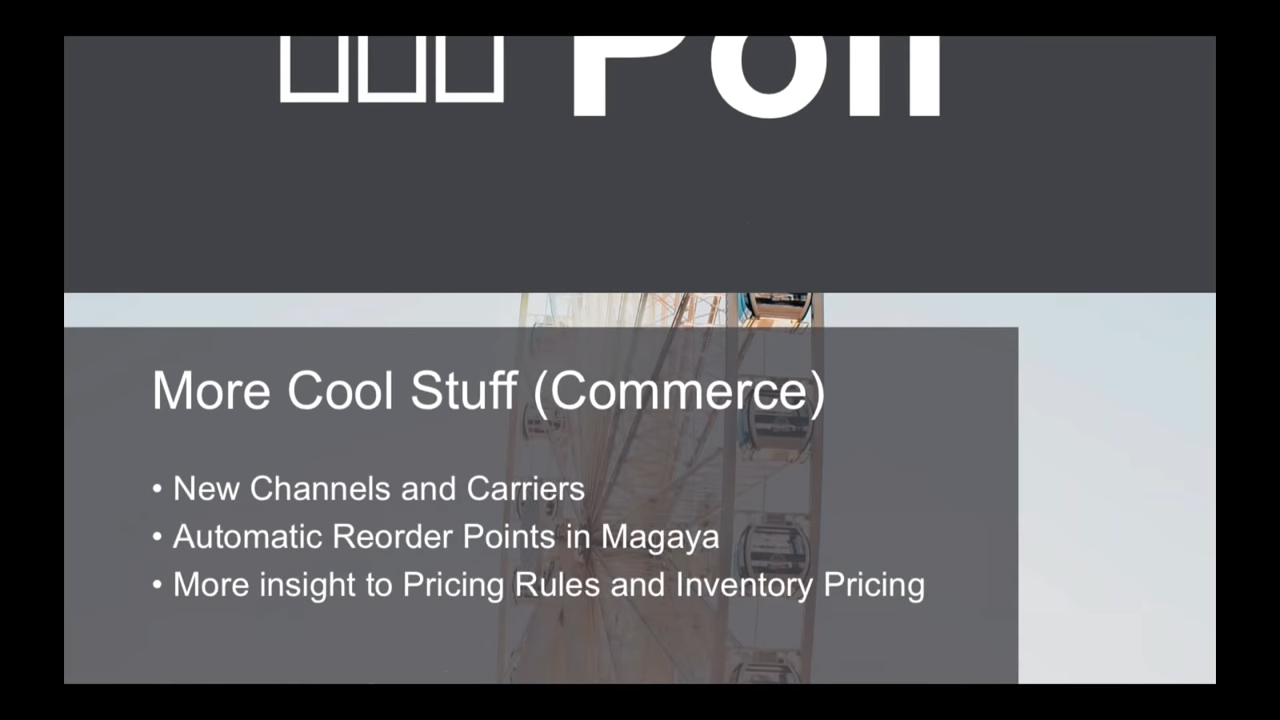 Poll
More Cool Stuff (Commerce)
• New Channels and Carriers
• Automatic Reorder Points in Magaya
• More insight to Pricing Rules and Inventory Pricing